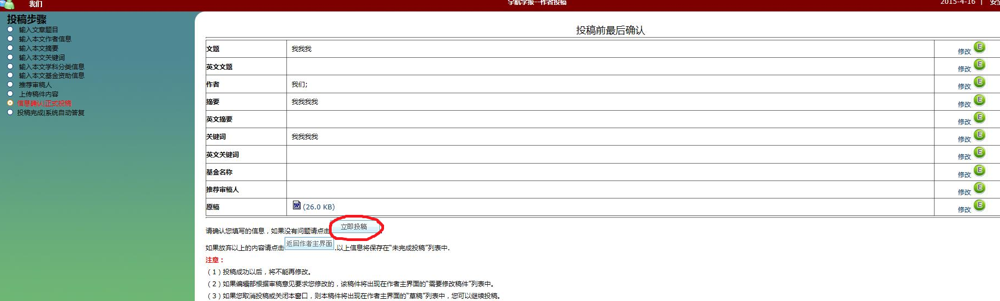 我们
宇航学报--作者投稿
2015-4-16 | 安全
投稿步骤
输入文章题目
输入本文作者信息
输入本文摘要
输入本文关键词
输入本文学科分类信息
输入本文基金资助信息
推荐审稿人
上传稿件内容
信息确认|正式投稿
投稿完成|系统自动答复
投稿前最后确认
文题 我我我 修改 E
英文文题 修改 E
作者 我们; 修改 E
摘要 我我我我 修改 E
英文摘要 修改 E
关键词 我我我我 修改 E
英文关键词 修改 E
基金名称 修改 E
推荐审稿人 修改 E
原稿 W (26.0 KB) 修改 E
请确认您填写的信息，如果没有问题请点击 立即投稿 .
如果放弃以上的内容请点击 返回作者主界面 .以上信息将保存在“未完成投稿”列表中.
注意：
（1）投稿成功以后，将不能再修改。
（2）如果编辑部根据审稿意见要求您修改的，该稿件将出现在作者主界面的“需要修改稿件”列表中。
（3）如果您取消投稿或关闭本窗口，则本稿件将出现在作者主界面的“草稿”列表中，您可以继续投稿。